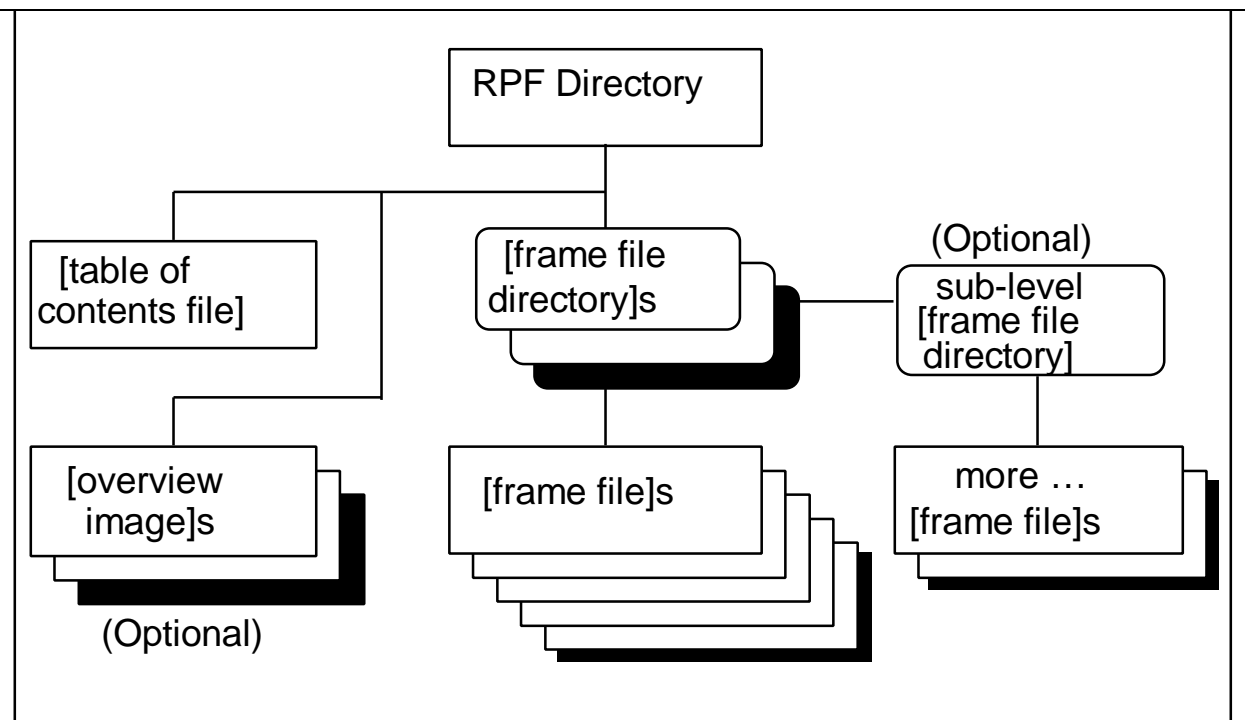 RPF Directory
[table of
contents file]
[frame file
directory]s
(Optional)
sub-level
[frame file
directory]
[overview
image]s
(Optional)
[frame file]s
more …
[frame file]s